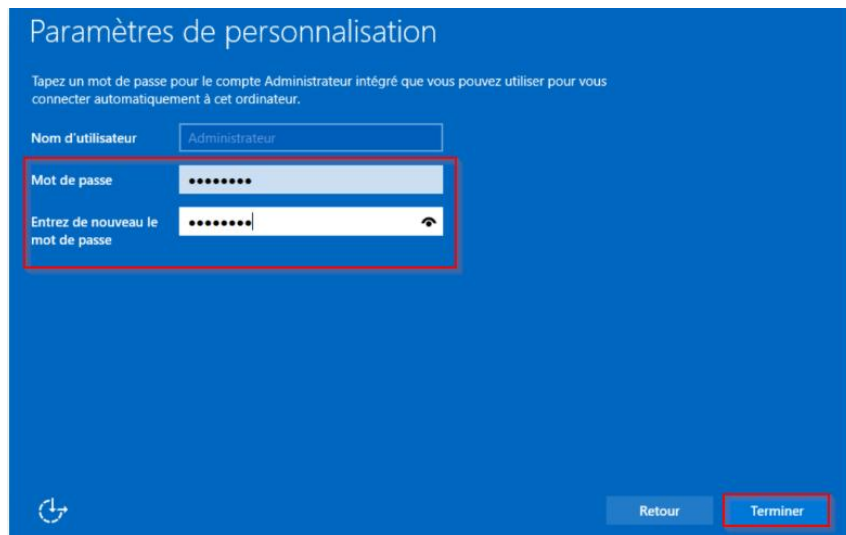 Paramètres de personnalisation
Tapez un mot de passe pour le compte Administrateur intégré que vous pouvez utiliser pour vous
connecter automatiquement à cet ordinateur.
Nom d'utilisateur Administrateur
Mot de passe ••••••••
Entrez de nouveau le ••••••••
mot de passe
Retour Terminer